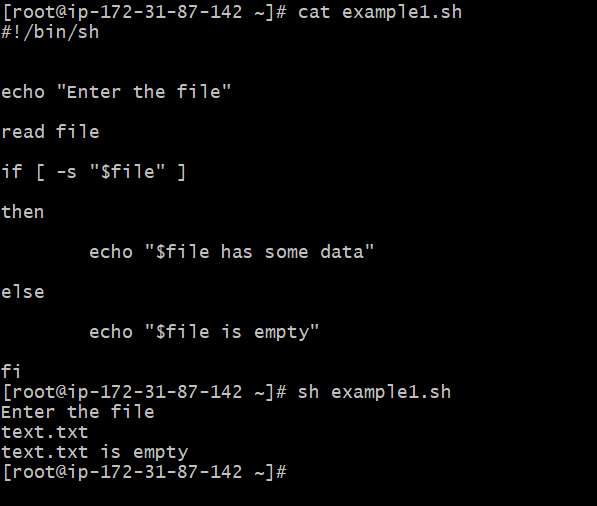 [root@ip-172-31-87-142 ~]# cat example1.sh
#!/bin/sh
echo "Enter the file"
read file
if [ -s "$file" ]
then
echo "$file has some data"
else
echo "$file is empty"
fi
[root@ip-172-31-87-142 ~]# sh example1.sh
Enter the file
text.txt
text.txt is empty
[root@ip-172-31-87-142 ~]#